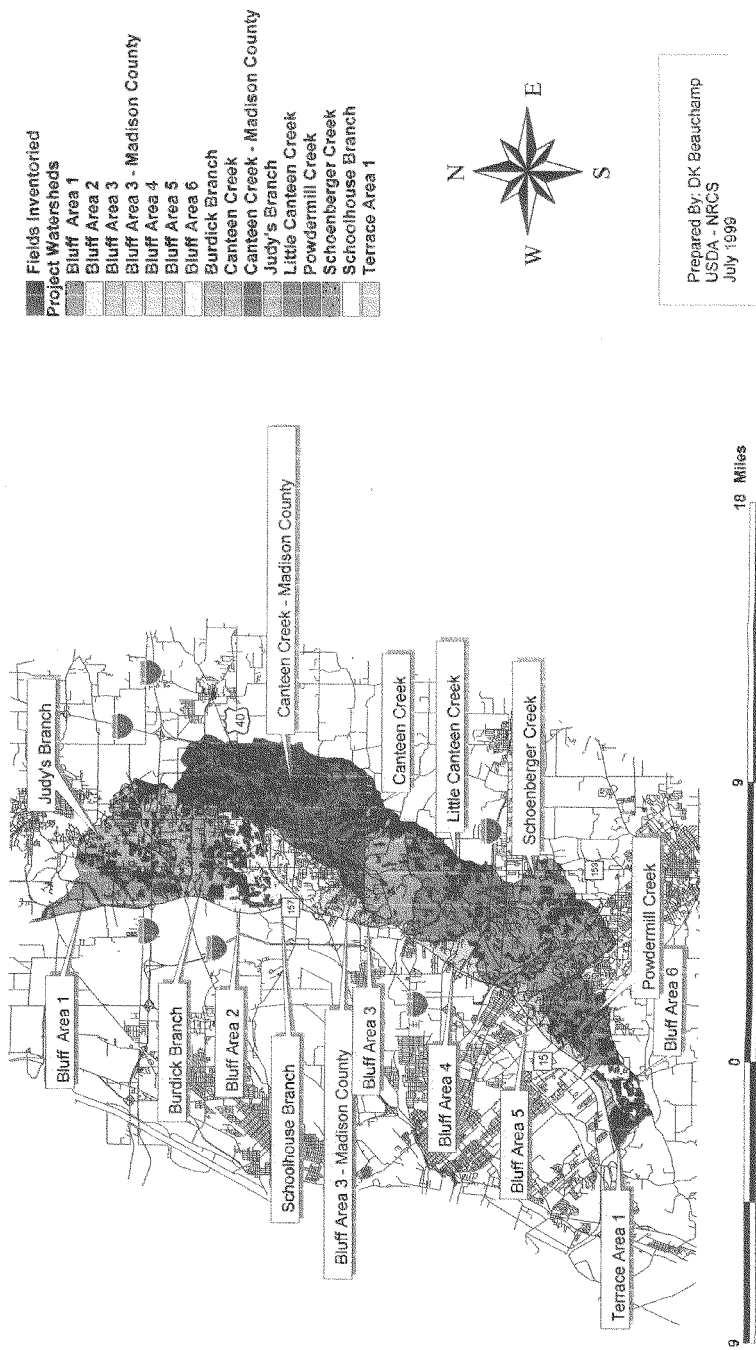 Fields Inventoried
Project Watersheds
Bluff Area 1
Bluff Area 2
Bluff Area 3
Bluff Area 3 - Madison County
Bluff Area 4
Bluff Area 5
Bluff Area 6
Burdick Branch
Canteen Creek
Canteen Creek - Madison County
Judy's Branch
Little Canteen Creek
Powdermill Creek
Schoenberger Creek
Schoolhouse Branch
Terrace Area 1
N
W
E
S
Prepared By: DK Beauchamp
USDA - NRCS
July 1999
Judy's Branch
40
Canteen Creek - Madison County
Canteen Creek
Little Canteen Creek
Schoenberger Creek
157
159
15
Bluff Area 1
Burdick Branch
Bluff Area 2
Schoolhouse Branch
Bluff Area 3 - Madison County
Bluff Area 3
Bluff Area 4
Bluff Area 5
Terrace Area 1
Powdermill Creek
Bluff Area 6
9
0
9
18 Miles